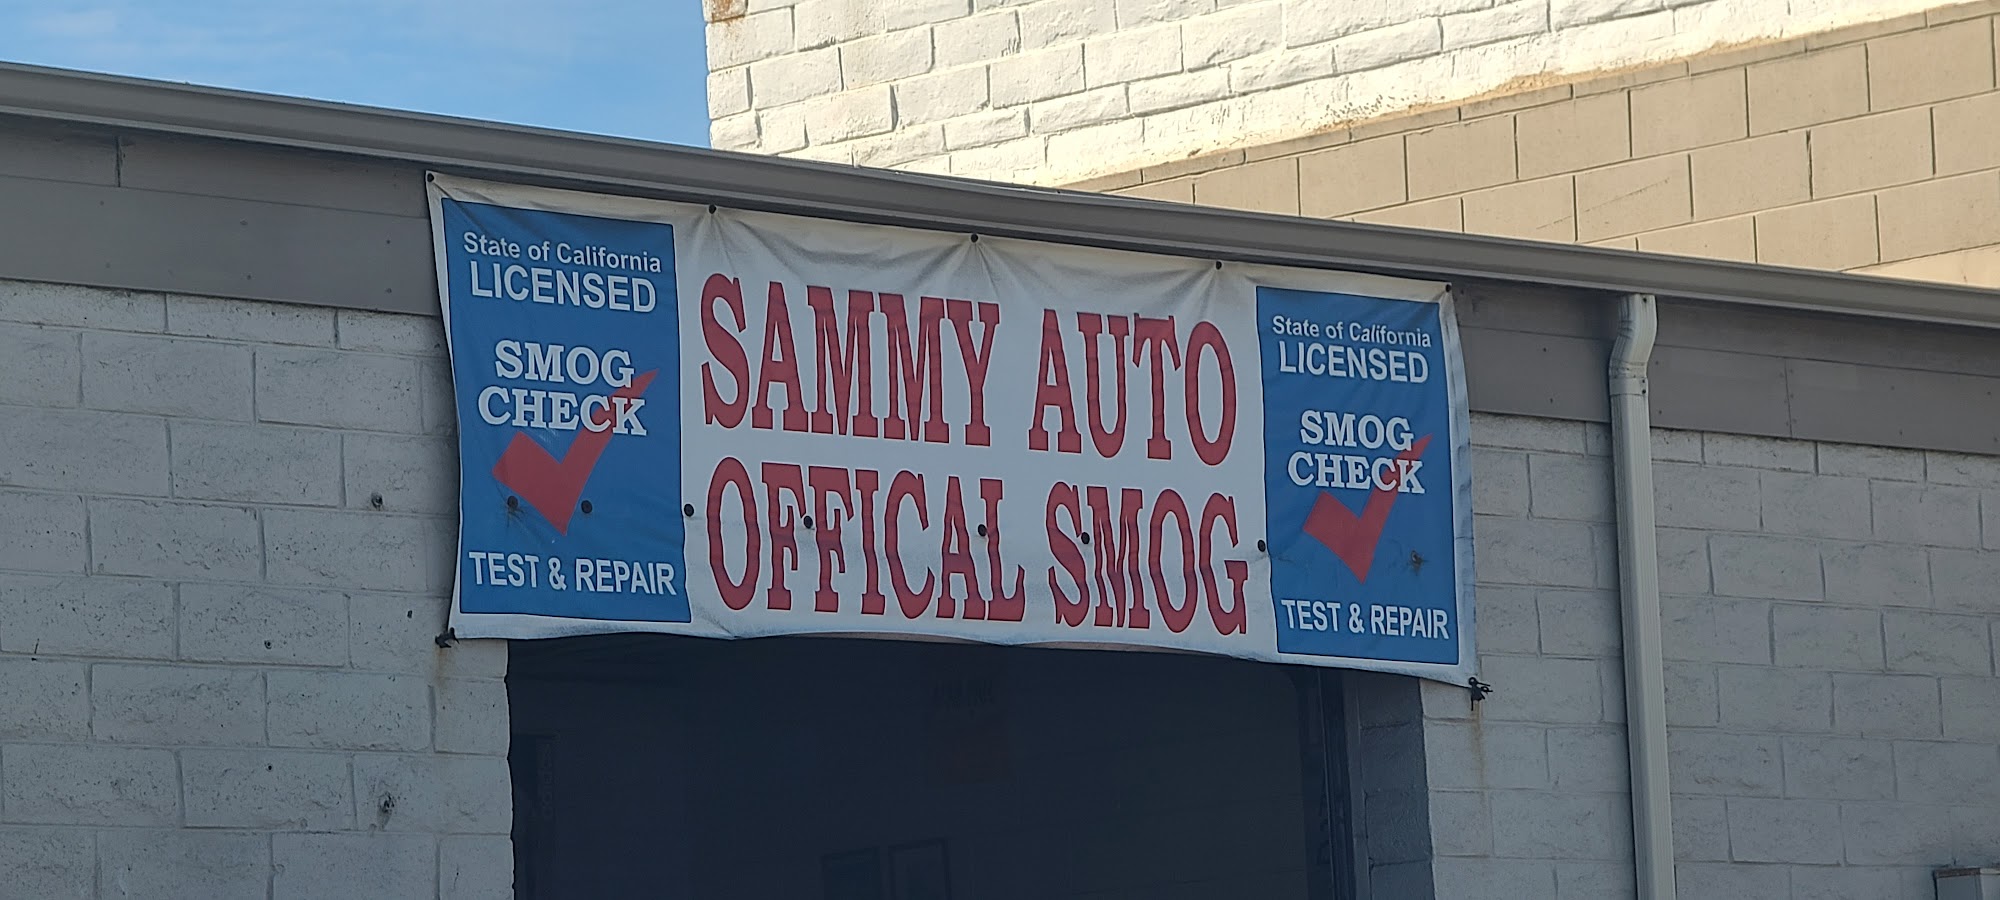 State of California
LICENSED
SMOG
CHECK
TEST & REPAIR
SAMMY AUTO
OFFICAL SMOG
State of California
LICENSED
SMOG
CHECK
TEST & REPAIR